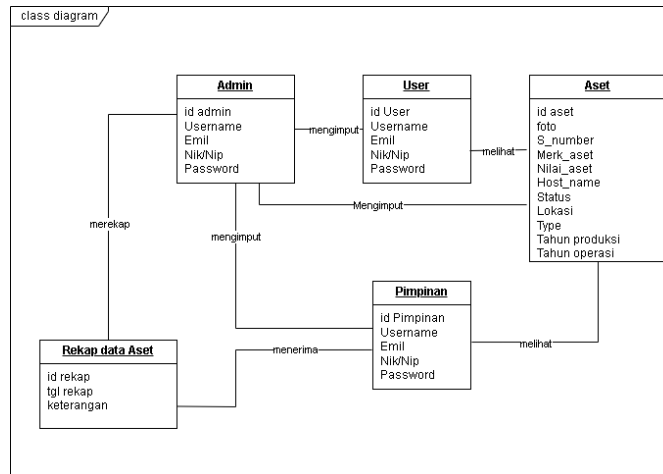 class diagram
Admin
id admin
Username
Emil
Nik/Nip
Password
User
id User
Username
Emil
Nik/Nip
Password
Aset
id aset
foto
S_number
Merk_aset
Nilai_aset
Host_name
Status
Lokasi
Type
Tahun produksi
Tahun operasi
mengimput
melihat
Mengimput
merekap
mengimput
Pimpinan
id Pimpinan
Username
Emil
Nik/Nip
Password
melihat
Rekap data Aset
id rekap
tgl rekap
keterangan
menerima